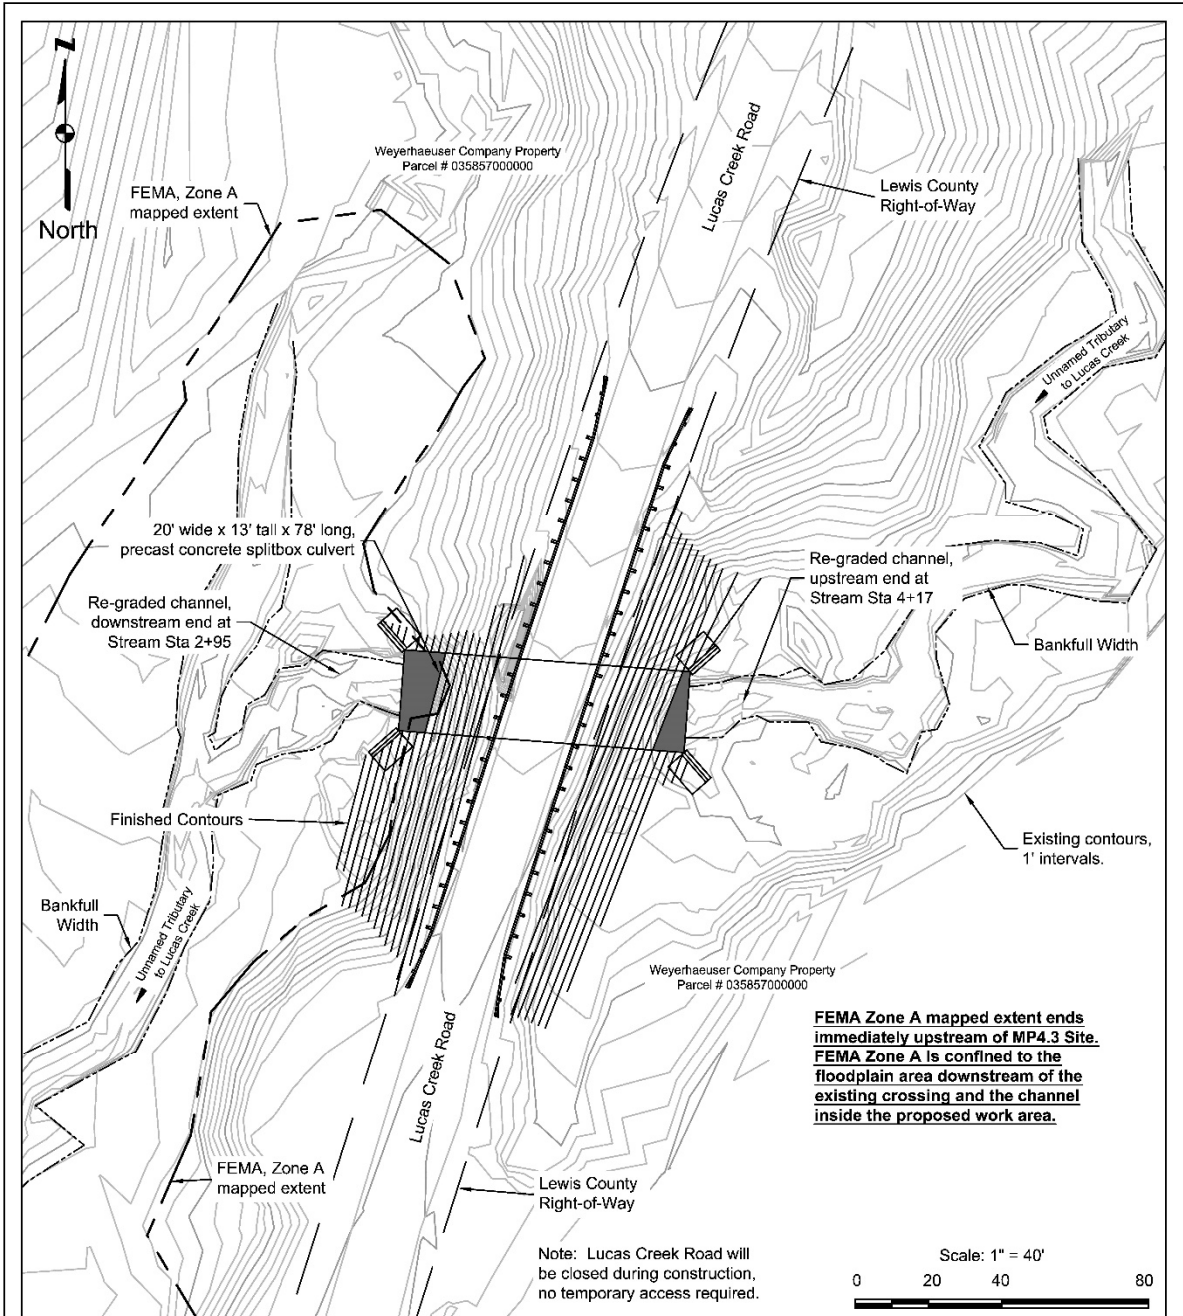 N
North
Weyerhaeuser Company Property
Parcel # 035857000000
FEMA, Zone A
mapped extent
Lucas Creek Road
Lewis County
Right-of-Way
Unnamed Tributary
to Lucas Creek
20' wide x 13' tall x 78' long,
precast concrete splitbox culvert
Re-graded channel,
downstream end at
Stream Sta 2+95
Re-graded channel,
upstream end at
Stream Sta 4+17
Bankfull Width
Finished Contours
Existing contours,
1' intervals.
Bankfull
Width
Unnamed Tributary
to Lucas Creek
Weyerhaeuser Company Property
Parcel # 035857000000
FEMA Zone A mapped extent ends
immediately upstream of MP4.3 Site.
FEMA Zone A is confined to the
floodplain area downstream of the
existing crossing and the channel
inside the proposed work area.
Lucas Creek Road
FEMA, Zone A
mapped extent
Lewis County
Right-of-Way
Note: Lucas Creek Road will
be closed during construction,
no temporary access required.
Scale: 1" = 40'
0 20 40 80